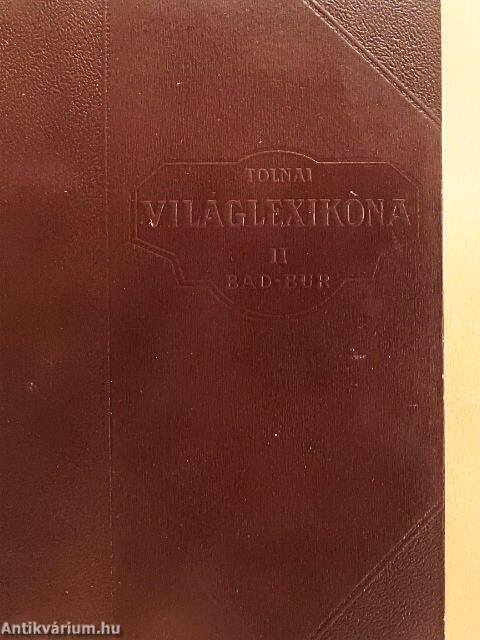 TOLNAI
VILÁGLEXIKONA
II
BAD-BUR
Antikvárium.hu